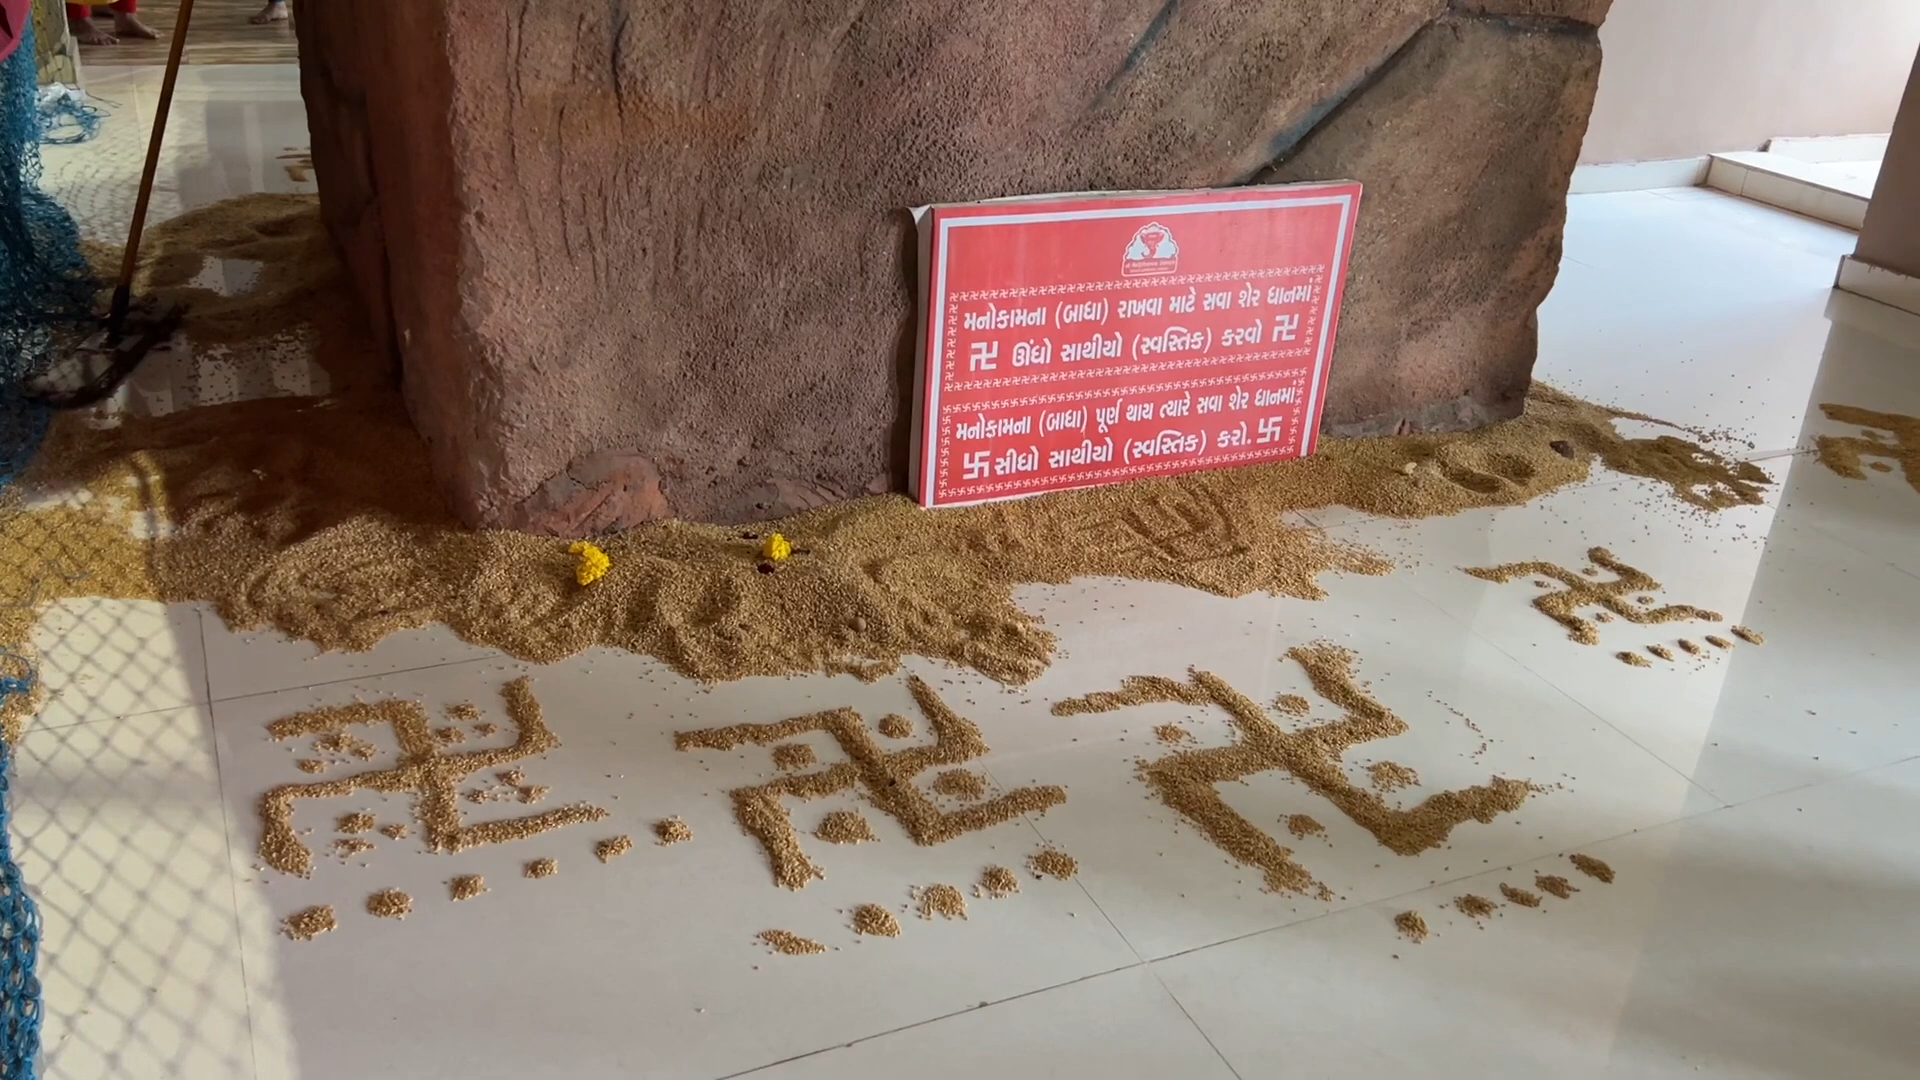 મનોકામના (બાધા) રાખવા માટે સવા શેર ધાનમાં
卍 ઊંધો સાથીયો (સ્વસ્તિક) કરવો 卍
મનોકામના (બાધા) પૂર્ણ થાય ત્યારે સવા શેર ધાનમાં
卐 સીધો સાથીયો (સ્વસ્તિક) કરો. 卐